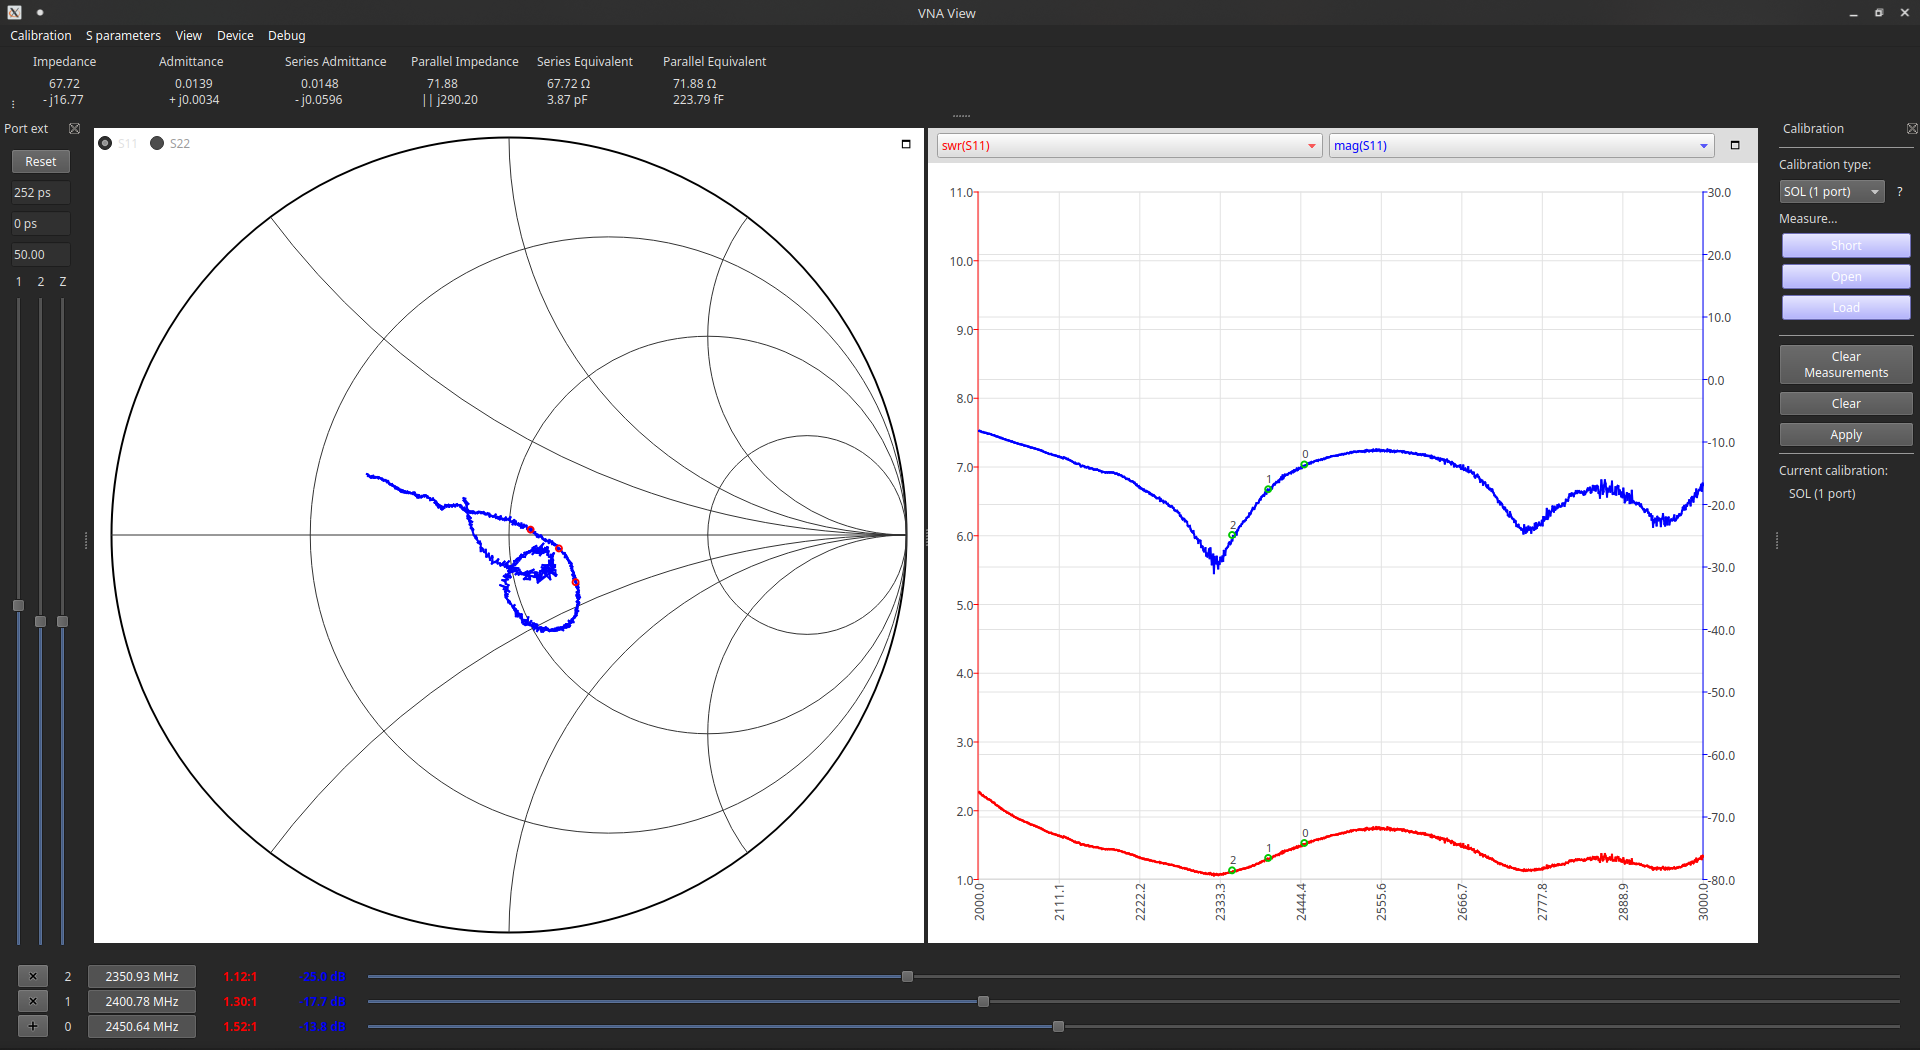 VNA View
Calibration S parameters View Device Debug
Impedance Admittance Series Admittance Parallel Impedance Series Equivalent Parallel Equivalent
67.72 0.0139 0.0148 71.88 67.72 Ω 71.88 Ω
- j16.77 + j0.0034 - j0.0596 || j290.20 3.87 pF 223.79 fF
Port ext
Reset
252 ps
0 ps
50.00
1 2 Z
S11 S22
swr(S11) mag(S11)
11.0
10.0
9.0
8.0
7.0
6.0
5.0
4.0
3.0
2.0
1.0
30.0
20.0
10.0
0.0
-10.0
-20.0
-30.0
-40.0
-50.0
-60.0
-70.0
-80.0
2 1 0
2 1 0
2000.0 2111.1 2222.2 2333.3 2444.4 2555.6 2666.7 2777.8 2888.9 3000.0
Calibration
Calibration type:
SOL (1 port) ?
Measure...
Short
Open
Load
Clear
Measurements
Clear
Apply
Current calibration:
SOL (1 port)
× 2 2350.93 MHz 1.12:1 -25.0 dB
× 1 2400.78 MHz 1.30:1 -17.7 dB
+ 0 2450.64 MHz 1.52:1 -13.8 dB